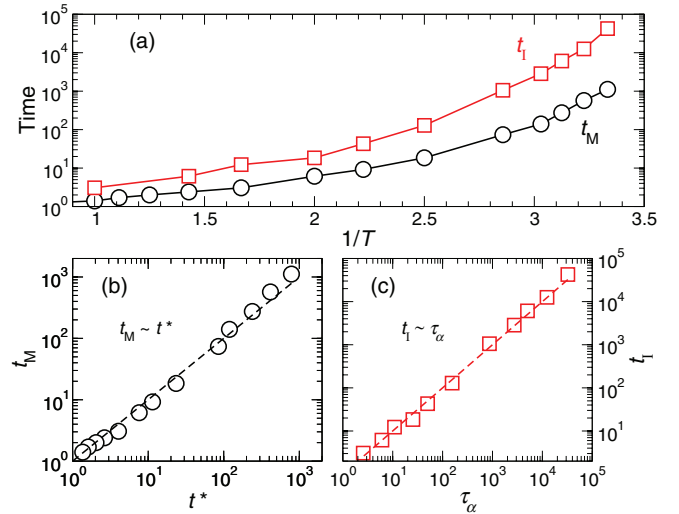 10^5
(a)
t_I
10^4
10^3
Time
10^2
t_M
10^1
10^0
1 1.5 2 2.5 3 3.5
1/T
10^3 (b) (c) 10^5
10^4
t_M ~ t* t_I ~ τ_α
10^2 10^3
t_M t_I
10^2
10^1
10^1
10^0
10^0 10^1 10^2 10^3 10^0 10^1 10^2 10^3 10^4 10^5
t* τ_α